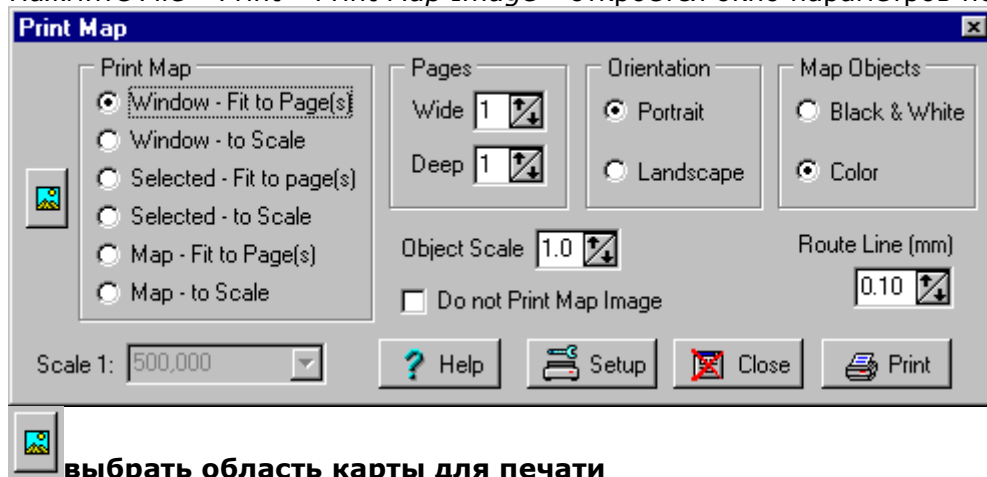 Print Map
Print Map
Window - Fit to Page(s)
Window - to Scale
Selected - Fit to page(s)
Selected - to Scale
Map - Fit to Page(s)
Map - to Scale
Pages
Wide 1
Deep 1
Orientation
Portrait
Landscape
Map Objects
Black & White
Color
Object Scale 1.0
Do not Print Map Image
Route Line (mm)
0.10
Scale 1: 500,000
? Help
Setup
Close
Print
выбрать область карты для печати